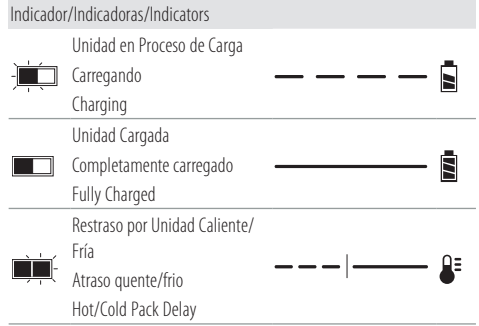 Indicador/Indicadoras/Indicators
Unidad en Proceso de Carga
Carregando
Charging
Unidad Cargada
Completamente carregado
Fully Charged
Restraso por Unidad Caliente/
Fría
Atraso quente/frio
Hot/Cold Pack Delay